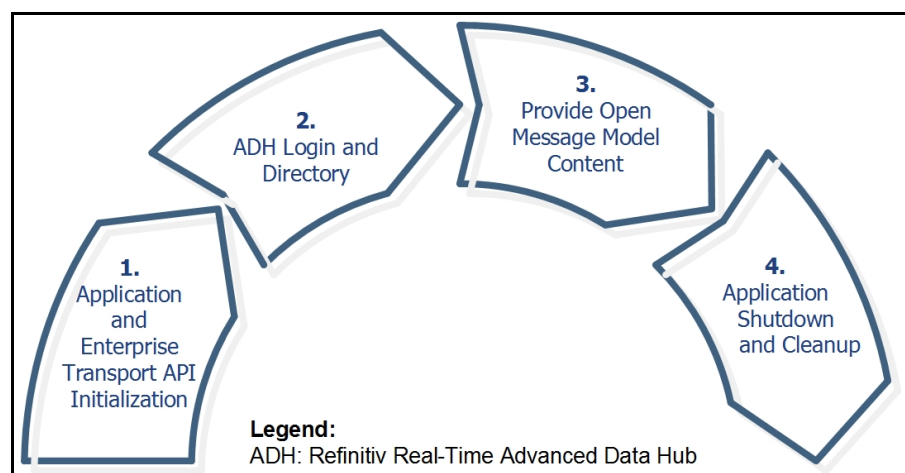 1.
Application
and
Enterprise
Transport API
Initialization
2.
ADH Login and
Directory
3.
Provide Open
Message Model
Content
4.
Application
Shutdown
and Cleanup
Legend:
ADH: Refinitiv Real-Time Advanced Data Hub